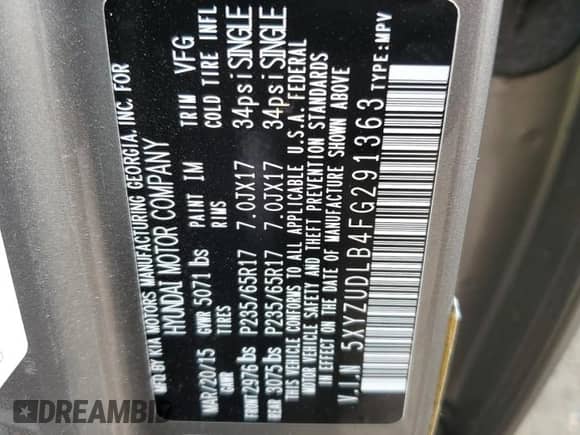 MFD BY KIA MOTORS MANUFACTURING GEORGIA. INC. FOR
HYUNDAI MOTOR COMPANY
MAR/20/15 GVWR 5071 lbs PAINT IM TRIM VFG
GAWR TIRES RIMS COLD TIRE INFL
FRONT 2976 lbs P235/65R17 7.0JX17 34psi SINGLE
REAR 3075 lbs P235/65R17 7.0JX17 34psi SINGLE
THIS VEHICLE CONFORMS TO ALL APPLICABLE U.S.A. FEDERAL
MOTOR VEHICLE SAFETY AND THEFT PREVENTION STANDARDS
IN EFFECT ON THE DATE OF MANUFACTURE SHOWN ABOVE
V.I.N 5XYZUDLB4FG291363 TYPE:MPV
DREAMBID